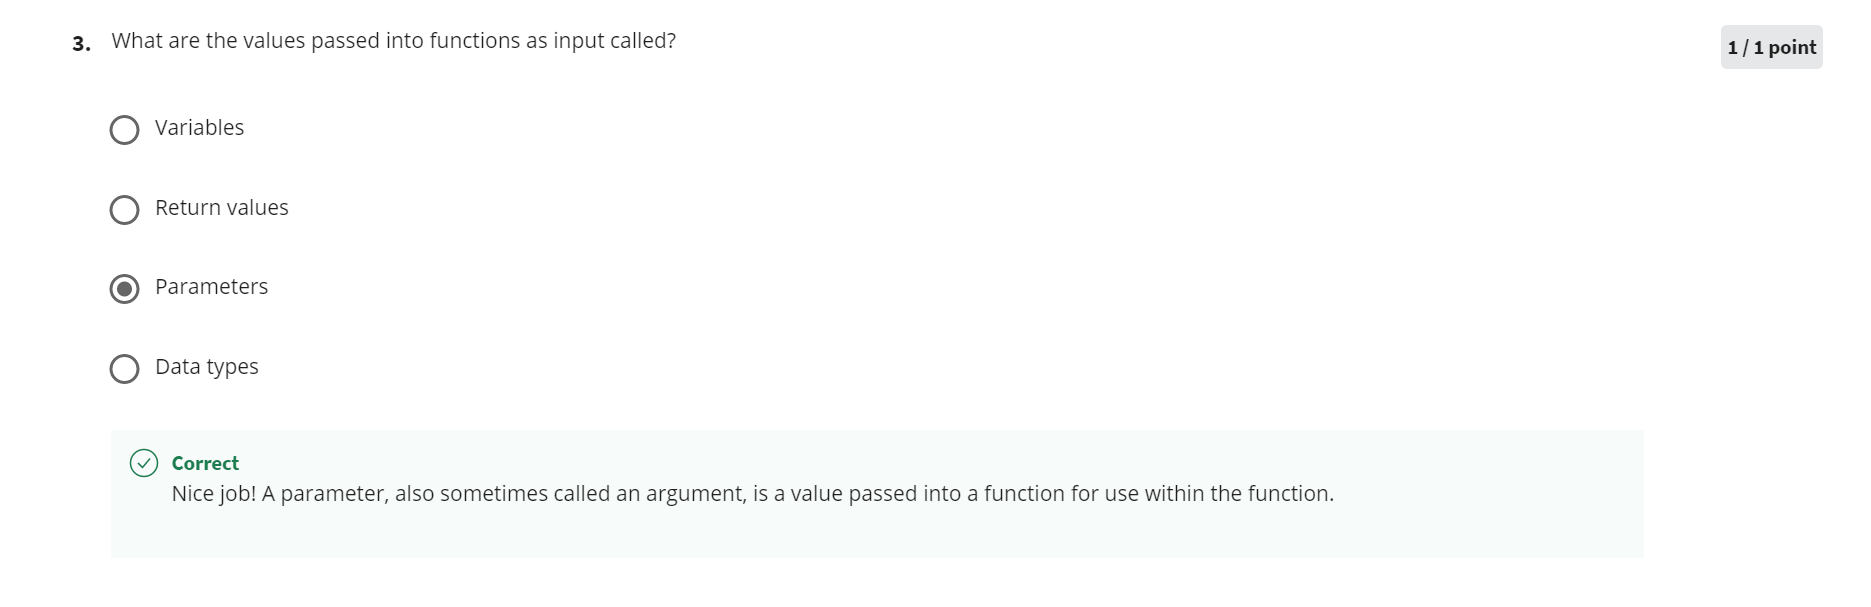 3. What are the values passed into functions as input called?
1 / 1 point
Variables
Return values
Parameters
Data types
Correct
Nice job! A parameter, also sometimes called an argument, is a value passed into a function for use within the function.